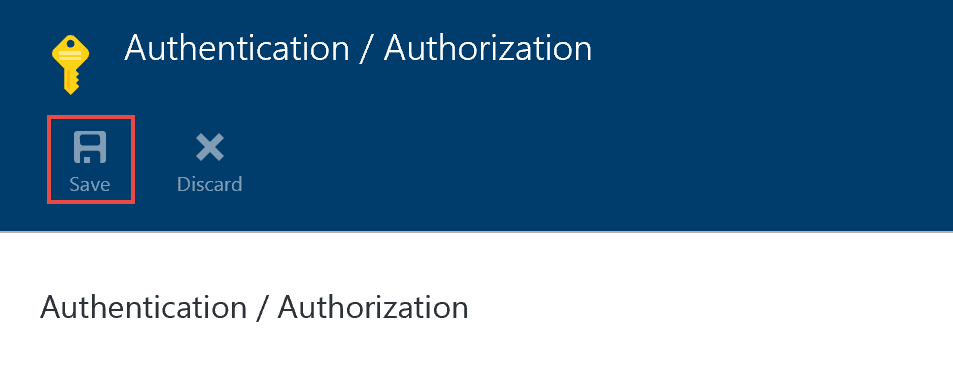 Authentication / Authorization
Save
Discard
Authentication / Authorization